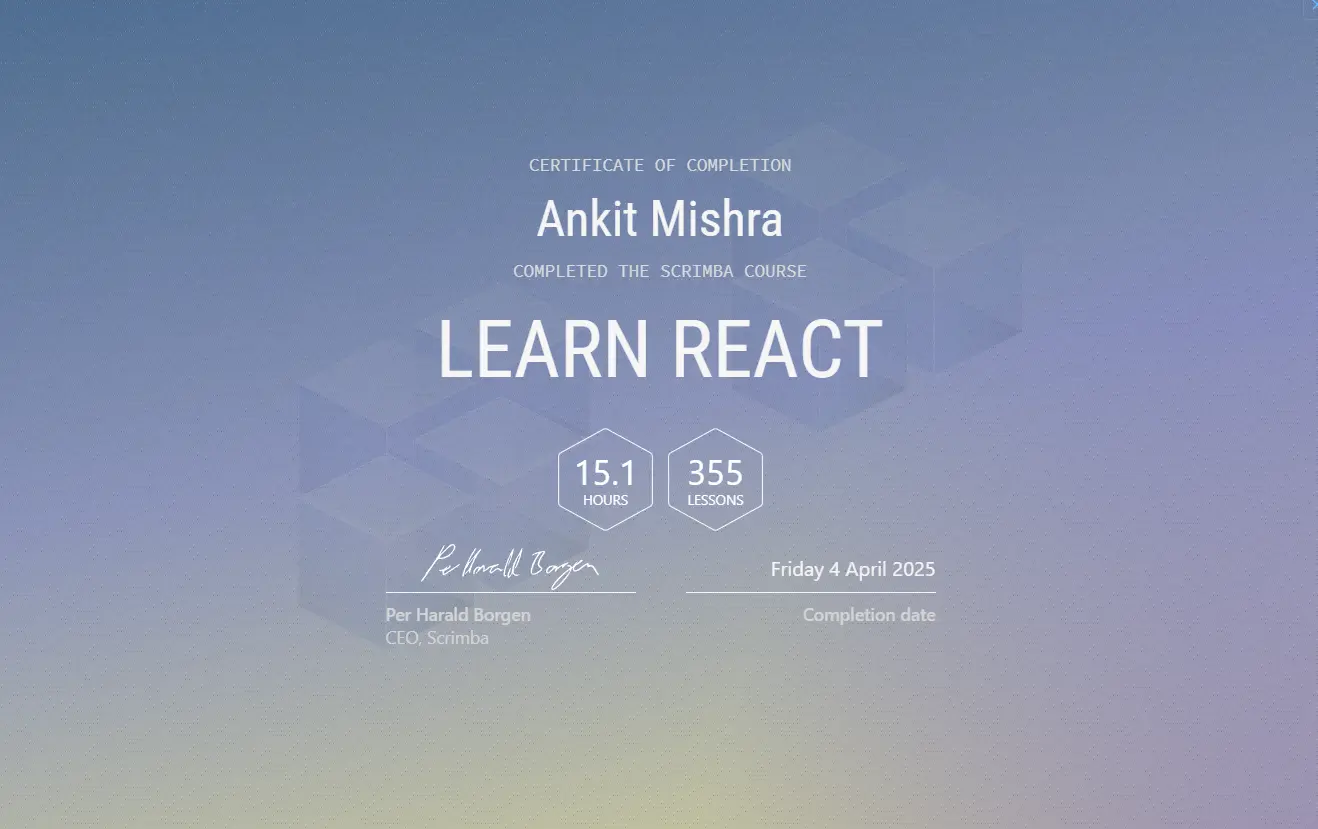 CERTIFICATE OF COMPLETION
Ankit Mishra
COMPLETED THE SCRIMBA COURSE
LEARN REACT
15.1
HOURS
355
LESSONS
Per Harald Borgen
Friday 4 April 2025
Per Harald Borgen
Completion date
CEO, Scrimba